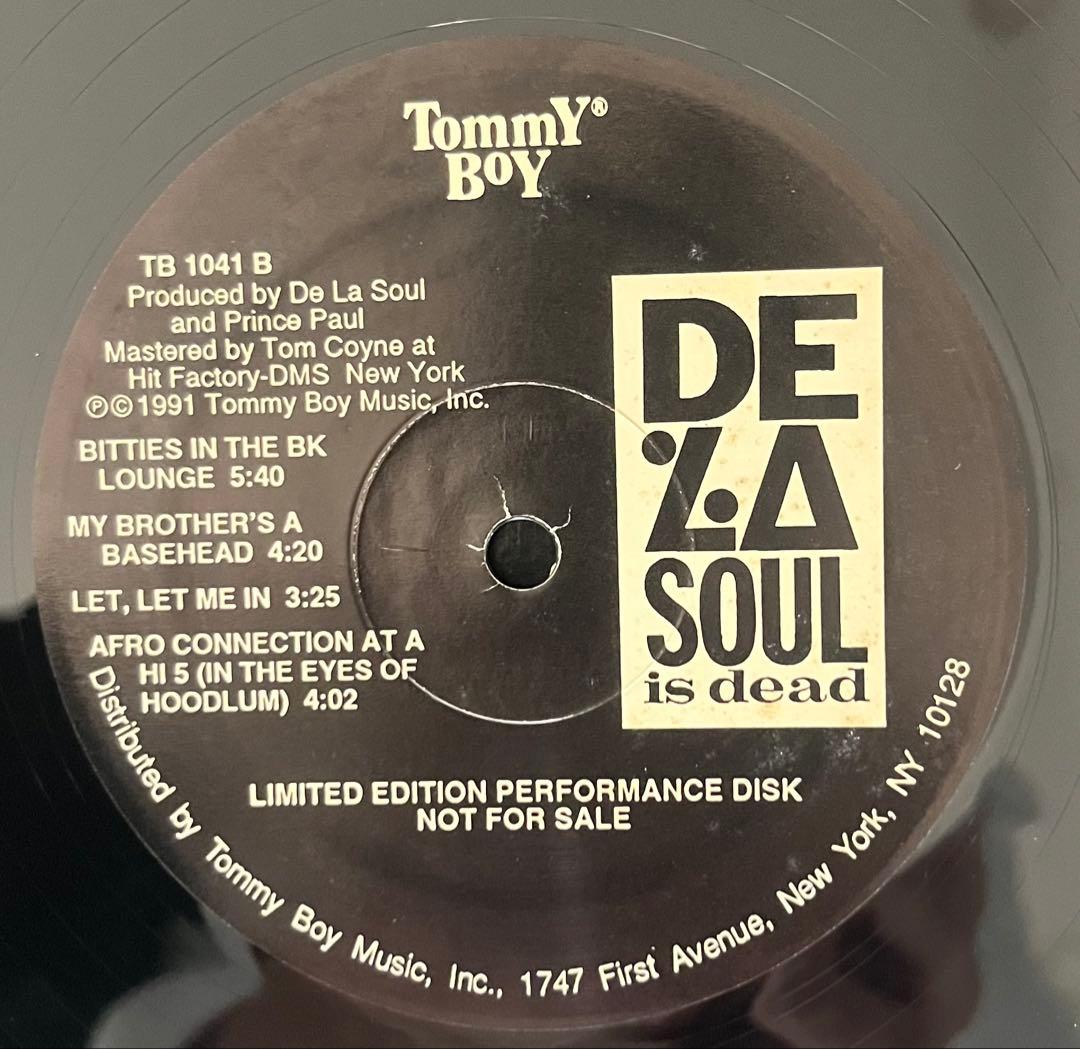 Tommy®
Boy
TB 1041 B
Produced by De La Soul
and Prince Paul
Mastered by Tom Coyne at
Hit Factory-DMS New York
℗©1991 Tommy Boy Music, Inc.
BITTIES IN THE BK
LOUNGE 5:40
MY BROTHER'S A
BASEHEAD 4:20
LET, LET ME IN 3:25
AFRO CONNECTION AT A
HI 5 (IN THE EYES OF
HOODLUM) 4:02
DE
LA
SOUL
is dead
LIMITED EDITION PERFORMANCE DISK
NOT FOR SALE
Distributed by Tommy Boy Music, Inc., 1747 First Avenue, New York, NY 10128